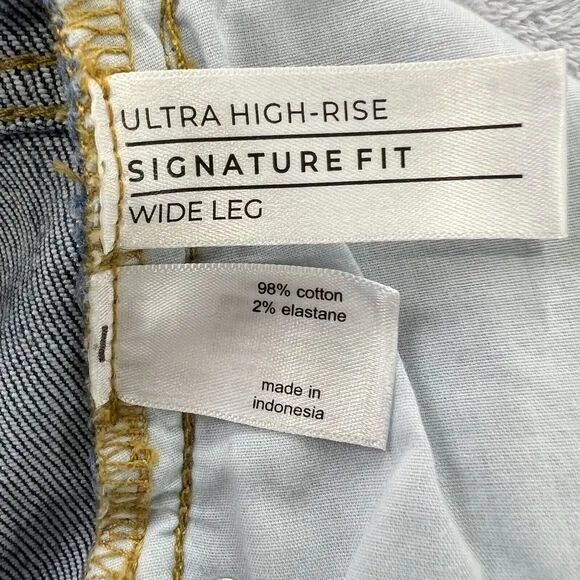 ULTRA HIGH-RISE
SIGNATURE FIT
WIDE LEG
98% cotton
2% elastane
made in
indonesia